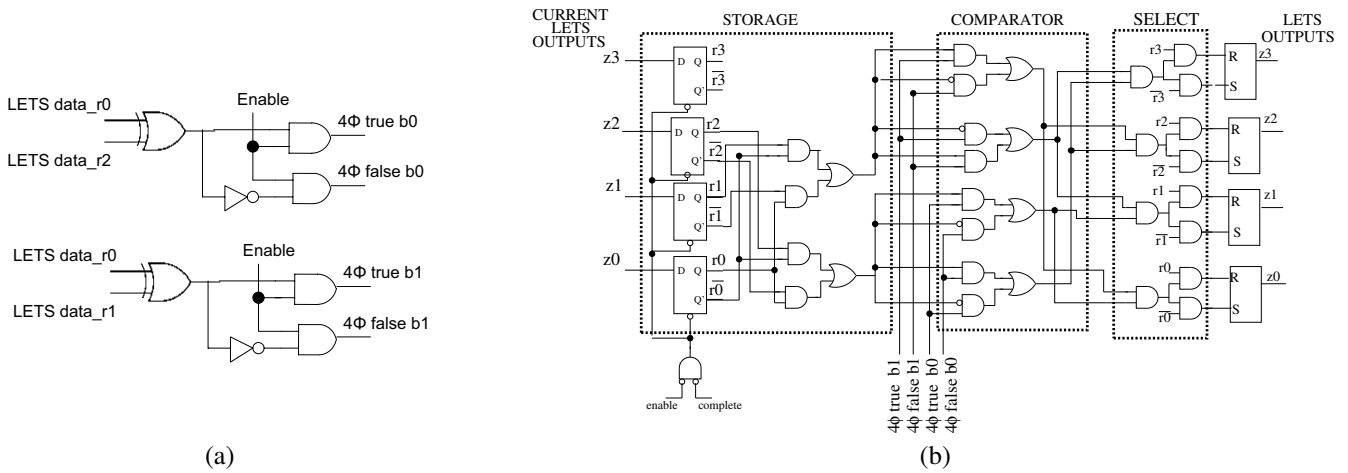 LETS data_r0
LETS data_r2
Enable
4Φ true b0
4Φ false b0
LETS data_r0
LETS data_r1
Enable
4Φ true b1
4Φ false b1
(a)
CURRENT
LETS
OUTPUTS
STORAGE
COMPARATOR
SELECT
LETS
OUTPUTS
z3
D Q
Q'
r3
r3
z2
D Q
Q'
r2
r2
z1
D Q
Q'
r1
r1
z0
D Q
Q'
r0
r0
enable
complete
4ϕ true b1
4ϕ false b1
4ϕ true b0
4ϕ false b0
r3
r3
R
S
z3
r2
r2
R
S
z2
r1
r1
R
S
z1
r0
r0
R
S
z0
(b)